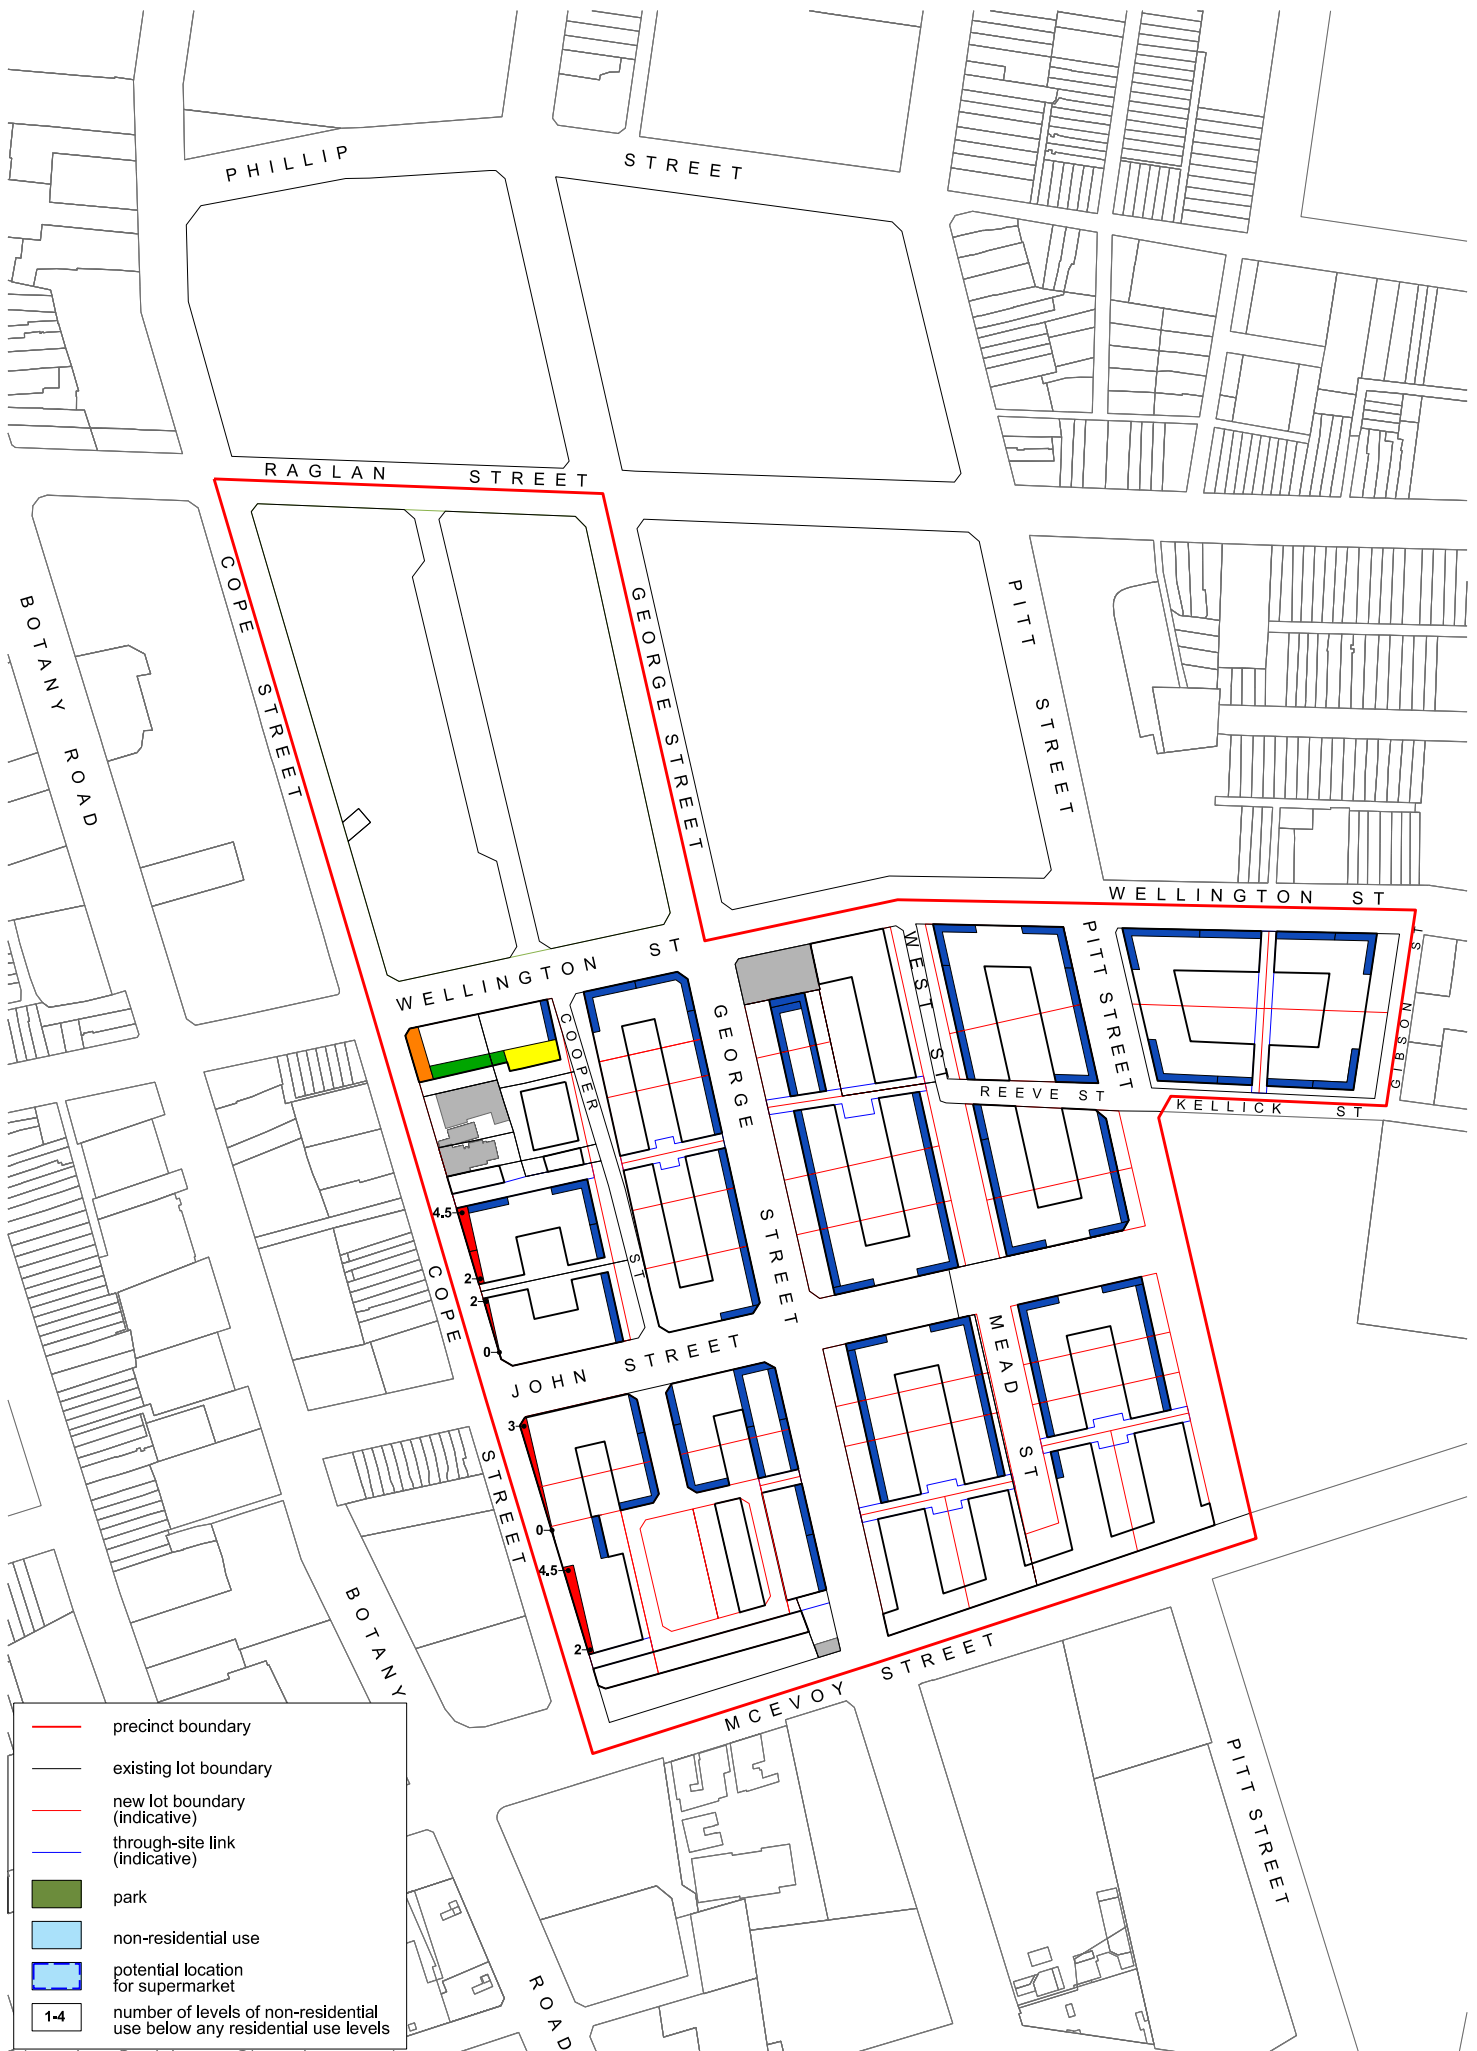 PHILLIP STREET
RAGLAN STREET
COPE STREET
BOTANY ROAD
GEORGE STREET
PITT STREET
WELLINGTON ST
WELLINGTON ST
WEST ST
PITT STREET
GIBSON ST
COOPER ST
GEORGE STREET
REEVE ST
KELLICK ST
4.5
2
2
0
COPE STREET
JOHN STREET
MEAD ST
3
0
4.5
2
BOTANY ROAD
MCEVOY STREET
PITT STREET
precinct boundary
existing lot boundary
new lot boundary
(indicative)
through-site link
(indicative)
park
non-residential use
potential location
for supermarket
1-4
number of levels of non-residential
use below any residential use levels